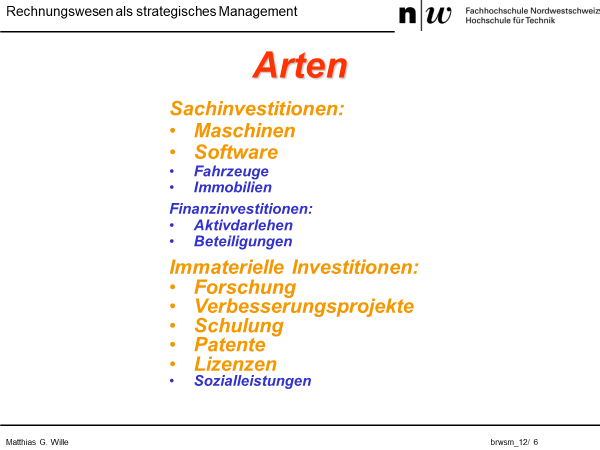 Rechnungswesen als strategisches Management
n|w Fachhochschule Nordwestschweiz
Hochschule für Technik
Arten
Sachinvestitionen:
• Maschinen
• Software
• Fahrzeuge
• Immobilien
Finanzinvestitionen:
• Aktivdarlehen
• Beteiligungen
Immaterielle Investitionen:
• Forschung
• Verbesserungsprojekte
• Schulung
• Patente
• Lizenzen
• Sozialleistungen
Matthias G. Wille
brwsm_12/ 6